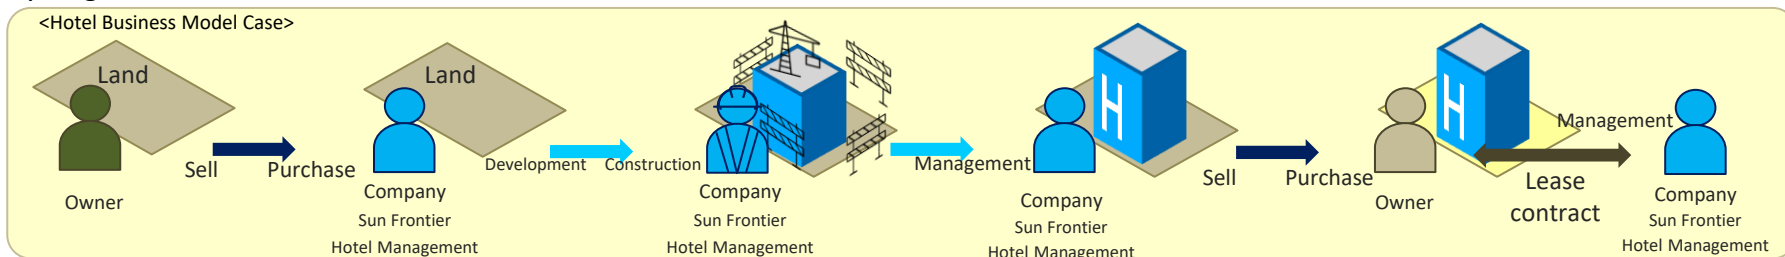 <Hotel Business Model Case>
Land
Owner
Sell
Purchase
Land
Company
Sun Frontier
Hotel Management
Development
Construction
Company
Sun Frontier
Hotel Management
Management
H
Company
Sun Frontier
Hotel Management
Sell
Purchase
H
Owner
Management
Lease
contract
Company
Sun Frontier
Hotel Management